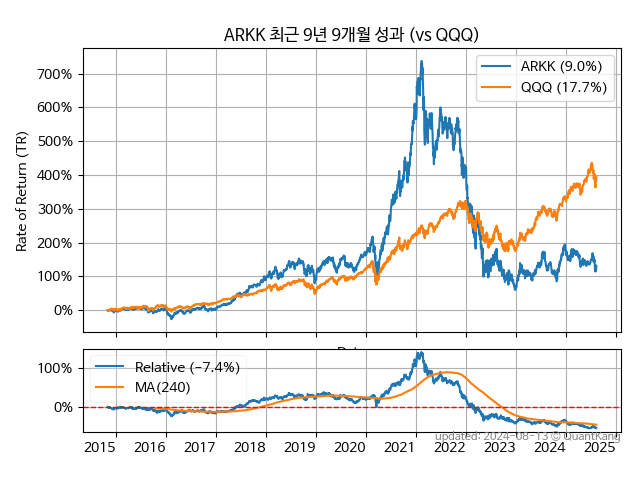 ARKK 최근 9년 9개월 성과 (vs QQQ)
Rate of Return (TR)
700%
600%
500%
400%
300%
200%
100%
0%
ARKK (9.0%)
QQQ (17.7%)
100%
0%
Relative (−7.4%)
MA(240)
updated: 2024-08-13 © QuantKang
2015 2016 2017 2018 2019 2020 2021 2022 2023 2024 2025